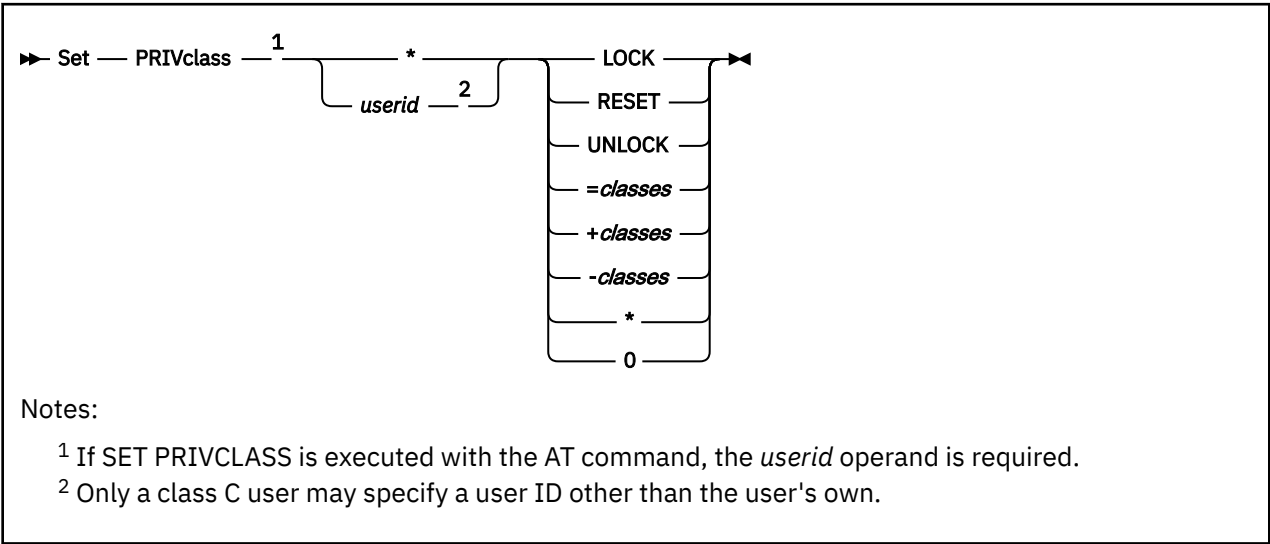 Set PRIVclass 1 * LOCK
userid 2 RESET
UNLOCK
=classes
+classes
-classes
*
0
Notes:
1 If SET PRIVCLASS is executed with the AT command, the userid operand is required.
2 Only a class C user may specify a user ID other than the user's own.